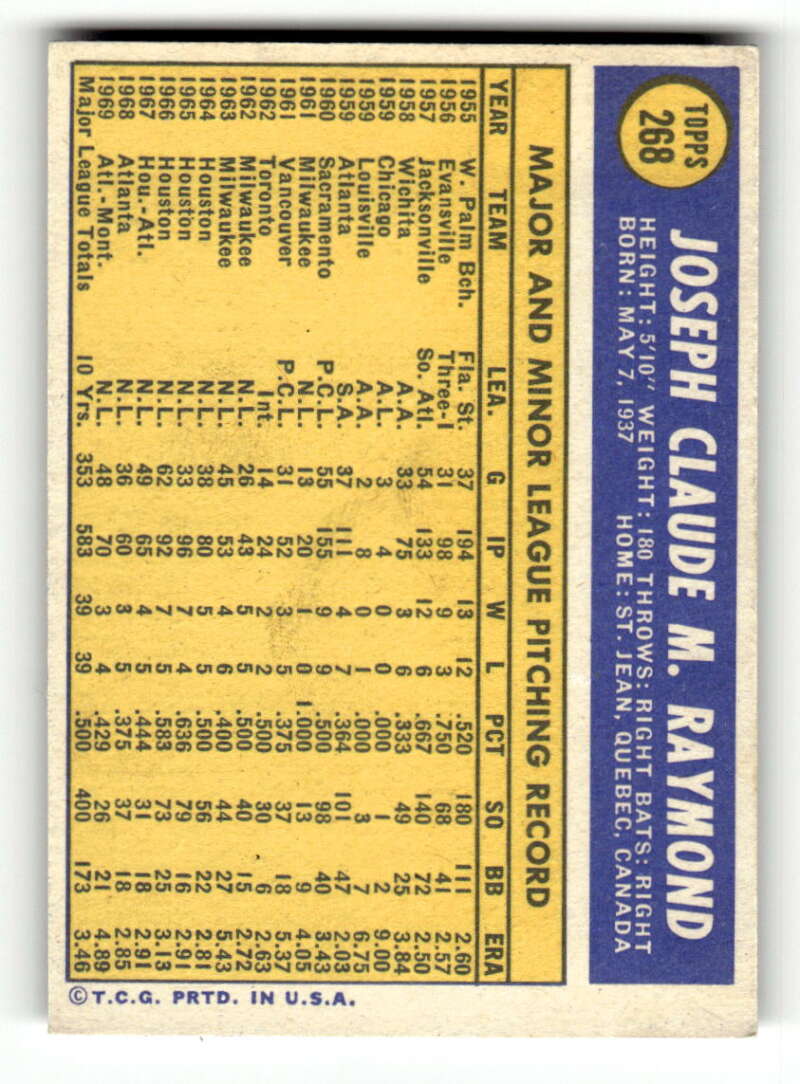 TOPPS
268
JOSEPH CLAUDE M. RAYMOND
HEIGHT: 5'10" WEIGHT: 180 THROWS: RIGHT BATS: RIGHT
BORN: MAY 7, 1937 HOME: ST. JEAN, QUEBEC, CANADA
MAJOR AND MINOR LEAGUE PITCHING RECORD
YEAR TEAM LEA. G IP W L PCT SO BB ERA
1955 W. Palm Bch. Fla. St. 37 194 13 12 .520 180 111 2.60
1956 Evansville Three-I 31 98 9 3 .750 68 41 2.57
1957 Jacksonville So. Atl. 54 133 12 6 .667 140 72 2.50
1958 Wichita A.A. 33 75 3 6 .333 49 25 3.84
1959 Chicago A.L. 3 4 0 0 .000 1 2 9.00
1959 Louisville A.A. 2 8 0 1 .000 3 7 6.75
1959 Atlanta S.A. 37 111 4 7 .364 101 47 2.03
1960 Sacramento P.C.L. 55 155 9 9 .500 98 40 3.43
1961 Milwaukee N.L. 13 20 1 0 1.000 13 9 4.05
1961 Vancouver P.C.L. 31 52 3 5 .375 37 18 5.37
1962 Toronto Int. 14 24 2 2 .500 30 6 2.63
1962 Milwaukee N.L. 26 43 5 5 .500 40 15 2.72
1963 Milwaukee N.L. 45 53 4 6 .400 44 27 5.43
1964 Houston N.L. 38 80 5 5 .500 56 22 2.81
1965 Houston N.L. 33 96 7 4 .636 79 16 2.91
1966 Houston N.L. 62 92 7 5 .583 73 25 3.13
1967 Hou.-Atl. N.L. 49 65 4 5 .444 31 18 2.91
1968 Atlanta N.L. 36 60 3 5 .375 37 18 2.85
1969 Atl.-Mont. N.L. 48 70 3 4 .429 26 21 4.89
Major League Totals 10 Yrs. 353 583 39 39 .500 400 173 3.46
© T.C.G. PRTD. IN U.S.A.